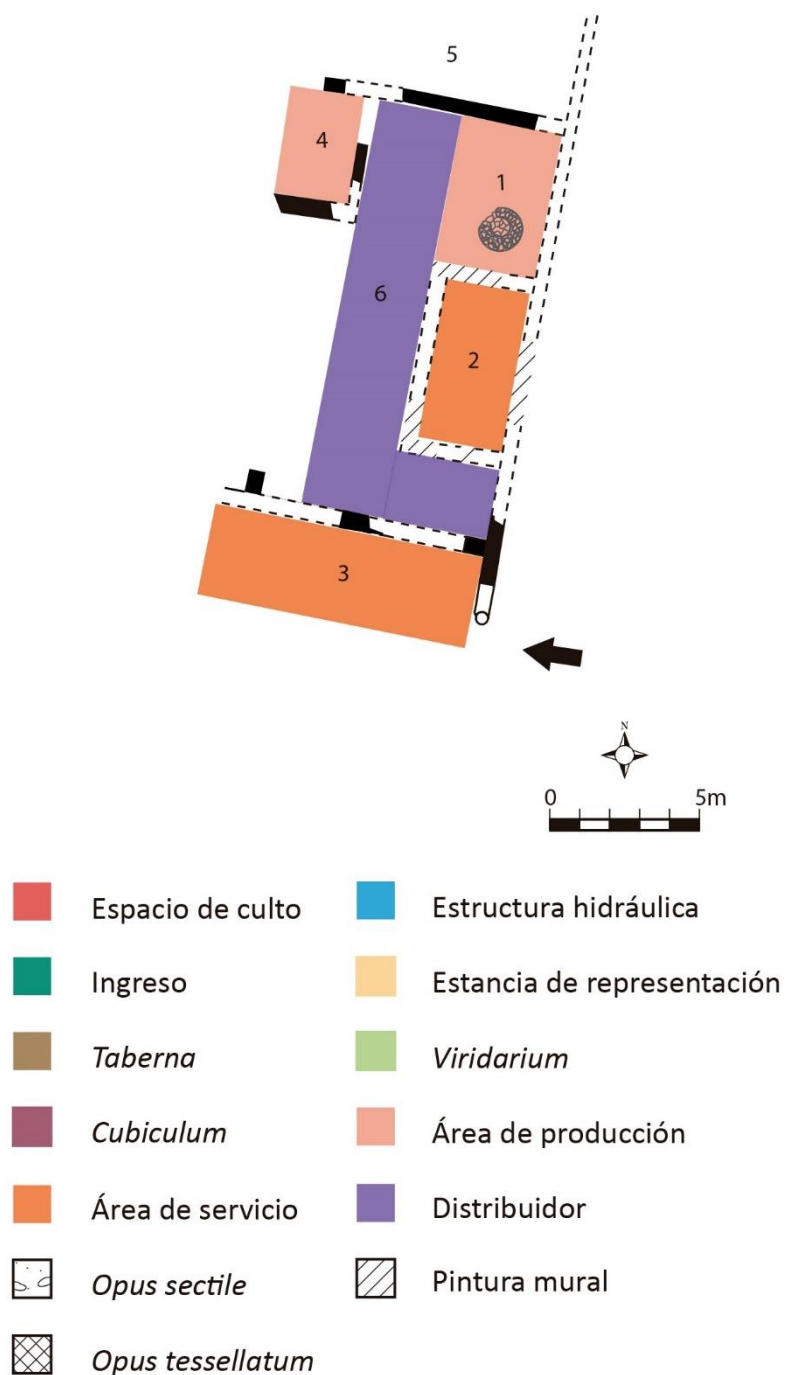 5
4
1
6
2
3
N
0 5m
Espacio de culto
Estructura hidráulica
Ingreso
Estancia de representación
Taberna
Viridarium
Cubiculum
Área de producción
Área de servicio
Distribuidor
Opus sectile
Pintura mural
Opus tessellatum